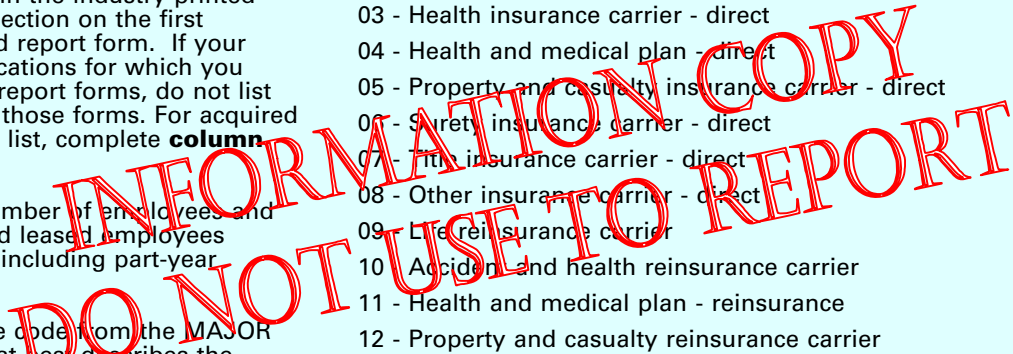 in the industry printed
ection on the first
d report form. If your
cations for which you
report forms, do not list
those forms. For acquired
list, complete column
mber of employees and
d leased employees
including part-year
e code from the MAJOR
describes the
03 - Health insurance carrier - direct
04 - Health and medical plan - direct
05 - Property and casualty insurance carrier - direct
06 - Surety insurance carrier - direct
07 - Title insurance carrier - direct
08 - Other insurance carrier - direct
09 - Life reinsurance carrier
10 - Accident and health reinsurance carrier
11 - Health and medical plan - reinsurance
12 - Property and casualty reinsurance carrier
INFORMATION COPY
DO NOT USE TO REPORT